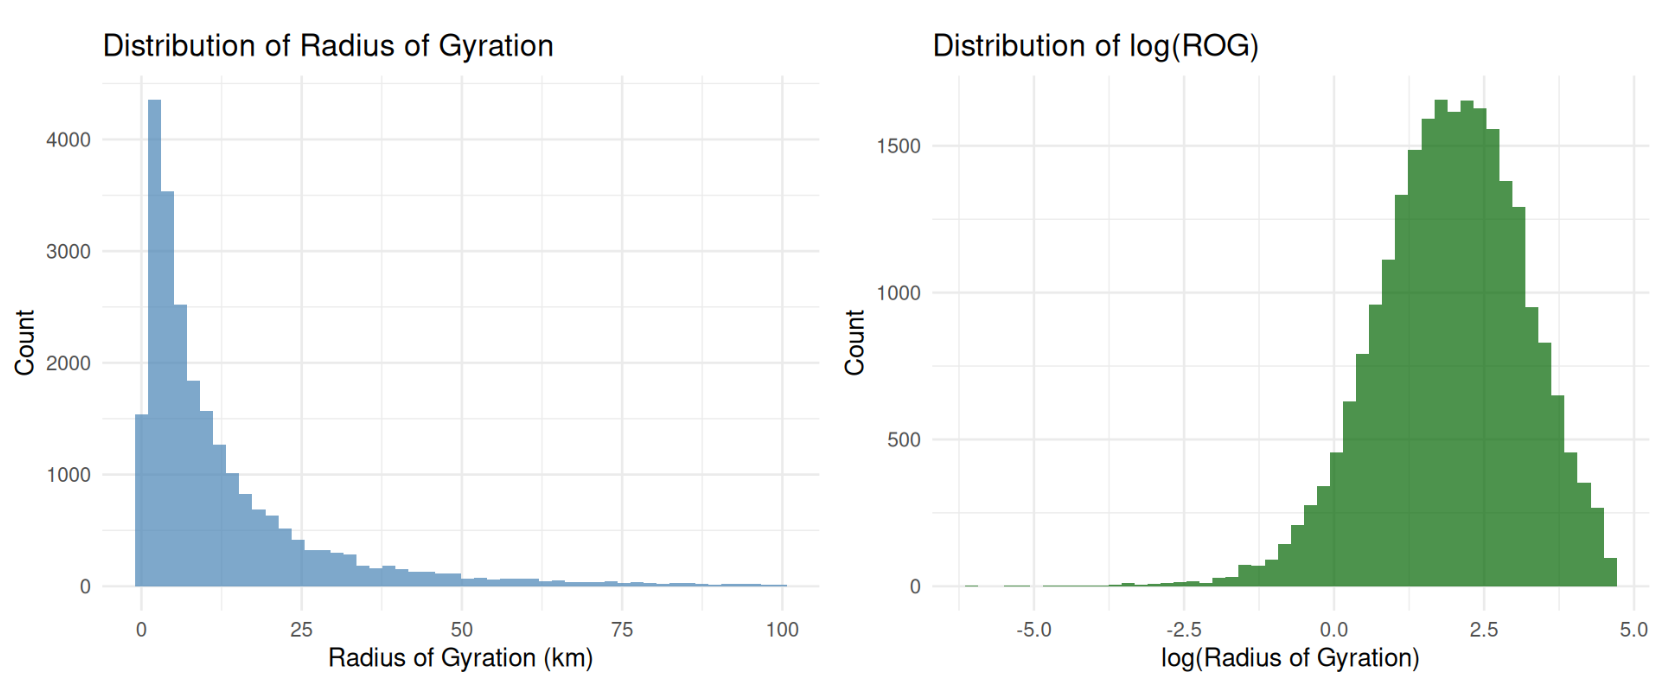 Distribution of Radius of Gyration
4000
3000
2000
1000
0
Count
0 25 50 75 100
Radius of Gyration (km)
Distribution of log(ROG)
1500
1000
500
0
Count
-5.0 -2.5 0.0 2.5 5.0
log(Radius of Gyration)